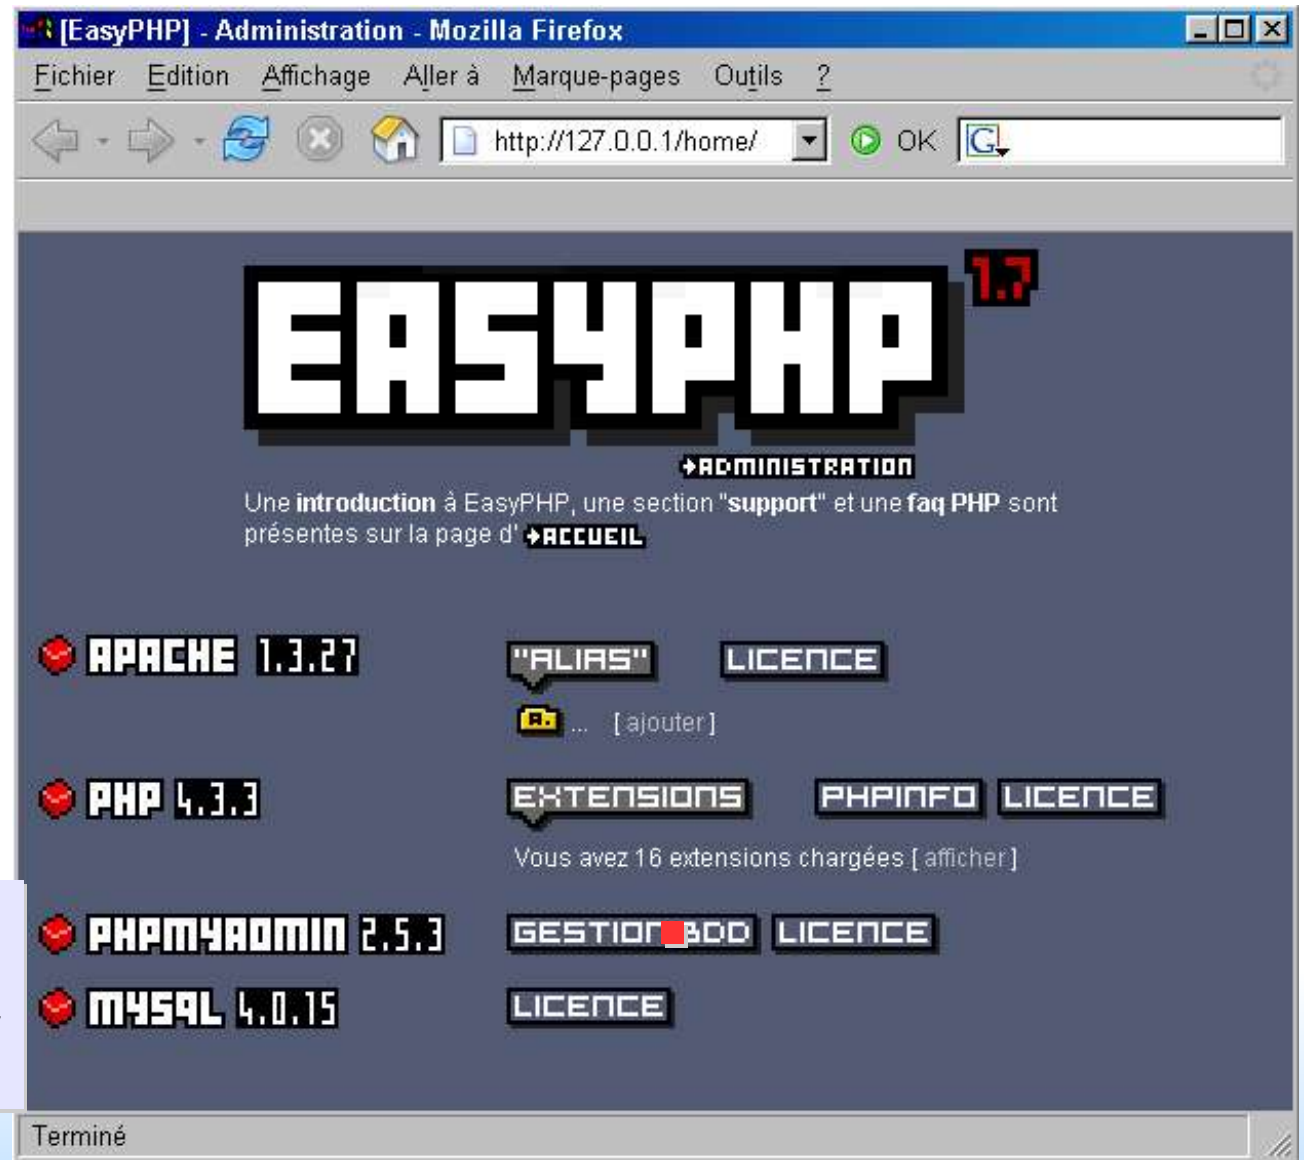 [EasyPHP] - Administration - Mozilla Firefox
Fichier Edition Affichage Aller à Marque-pages Outils ?
http://127.0.0.1/home/ OK G
EASYPHP 1.7
ADMINISTRATION
Une introduction à EasyPHP, une section "support" et une faq PHP sont
présentes sur la page d' ACCUEIL
APACHE 1.3.27 "ALIAS" LICENCE
A. ... [ ajouter ]
PHP 4.3.3 EXTENSIONS PHPINFO LICENCE
Vous avez 16 extensions chargées [ afficher ]
PHPMYADMIN 2.5.3 GESTION BDD LICENCE
MYSQL 4.0.15 LICENCE
Terminé